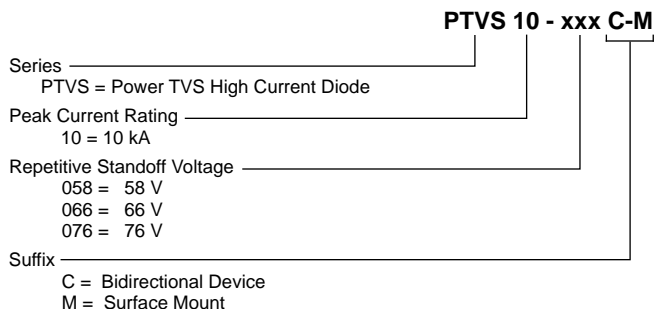 PTVS 10 - xxx C-M
Series
PTVS = Power TVS High Current Diode
Peak Current Rating
10 = 10 kA
Repetitive Standoff Voltage
058 = 58 V
066 = 66 V
076 = 76 V
Suffix
C = Bidirectional Device
M = Surface Mount